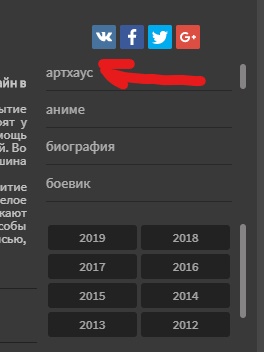 артхаус
йн в
аниме
ытие
ят у
мощь
биография
й. Во
шина
боевик
итие
елое
кают
собы
сью,
2019 2018
2017 2016
2015 2014
2013 2012